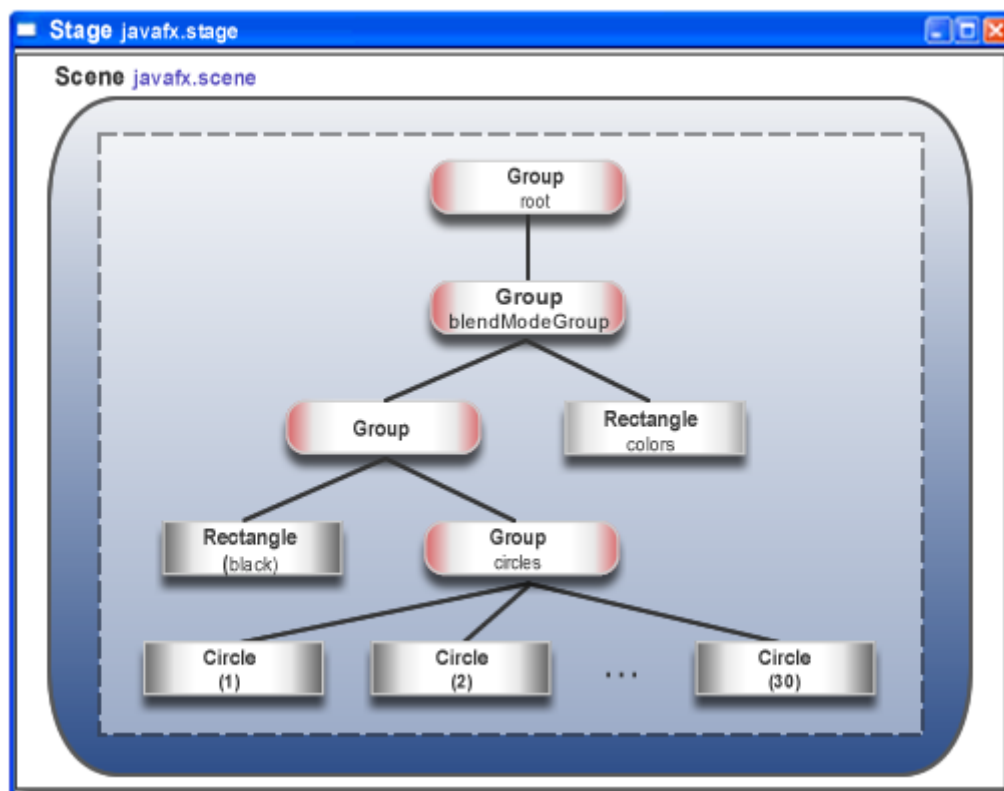 Stage javafx.stage
Scene javafx.scene
Group
root
Group
blendModeGroup
Group
Rectangle
colors
Rectangle
(black)
Group
circles
Circle
(1)
Circle
(2)
...
Circle
(30)